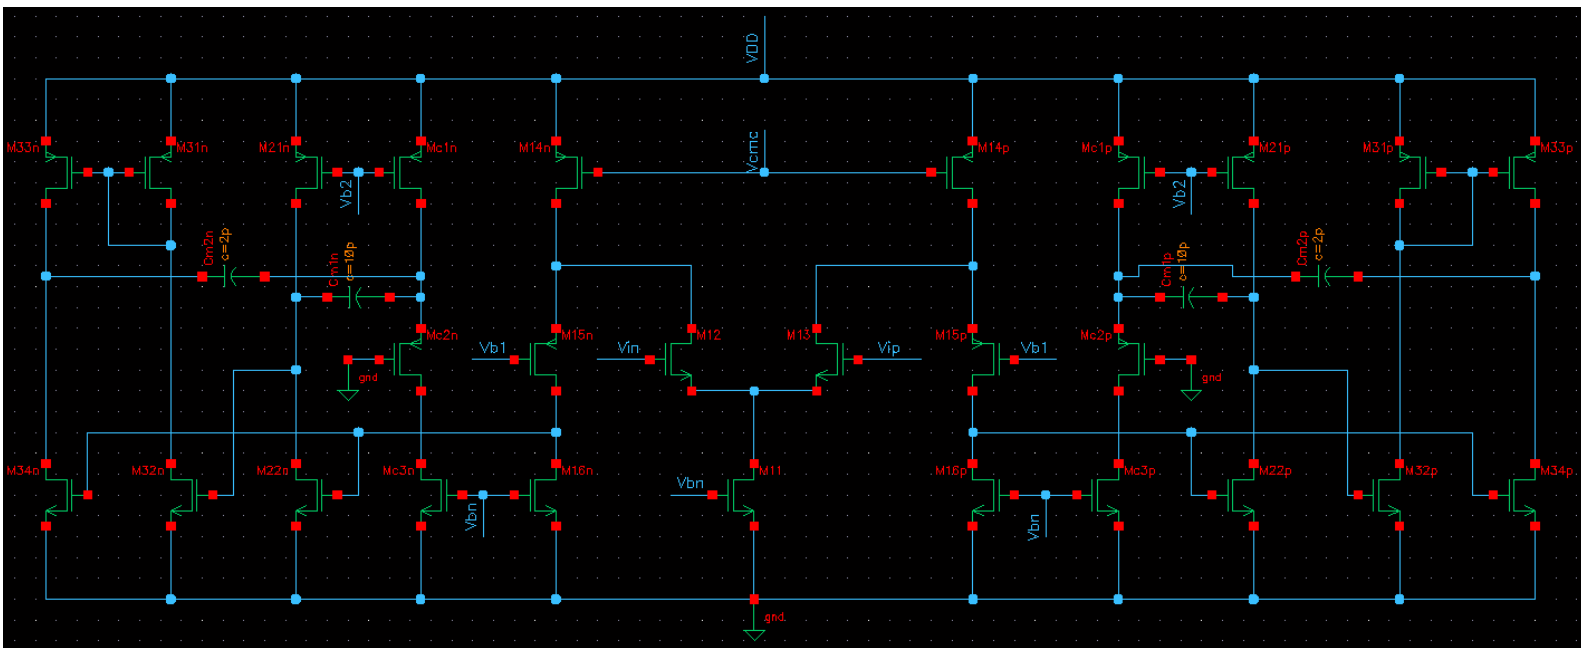 VDD
M33n
M31n
M21n
Mc1n
M14n
Vcmc
M14p
Mc1p
M21p
M31p
M33p
Vb2
Vb2
Cm2n
c=2p
Cm1n
c=10p
Cm1p
c=10p
Cm2p
c=2p
Mc2n
Vb1
M15n
Vin
M12
M13
Vip
M15p
Vb1
Mc2p
gnd
gnd
M34n
M32n
M22n
Mc3n
M16n
M11
M16p
Mc3p
M22p
M32p
M34p
Vbn
Vbn
Vbn
gnd